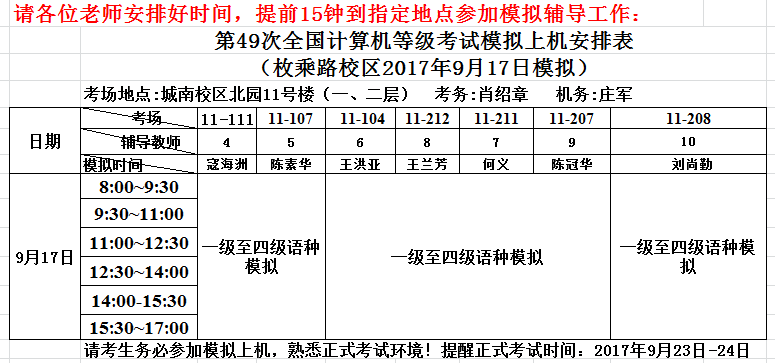 请各位老师安排好时间，提前15钟到指定地点参加模拟辅导工作：
第49次全国计算机等级考试模拟上机安排表
（枚乘路校区2017年9月17日模拟）
考场地点:城南校区北园11号楼（一、二层） 考务:肖绍章 机务:庄军
日期 考场 11-111 11-107 11-104 11-212 11-211 11-207 11-208
辅导教师 4 5 6 8 7 9 10
模拟时间 寇海洲 陈素华 王洪亚 王兰芳 何义 陈冠华 刘尚勤
9月17日
8:00~9:30
9:30~11:00
11:00~12:30
12:30~14:00
14:00-15:30
15:30~17:00
一级至四级语种
模拟
一级至四级语种模拟
一级至四级语种模
拟
请考生务必参加模拟上机，熟悉正式考试环境！提醒正式考试时间：2017年9月23日-24日